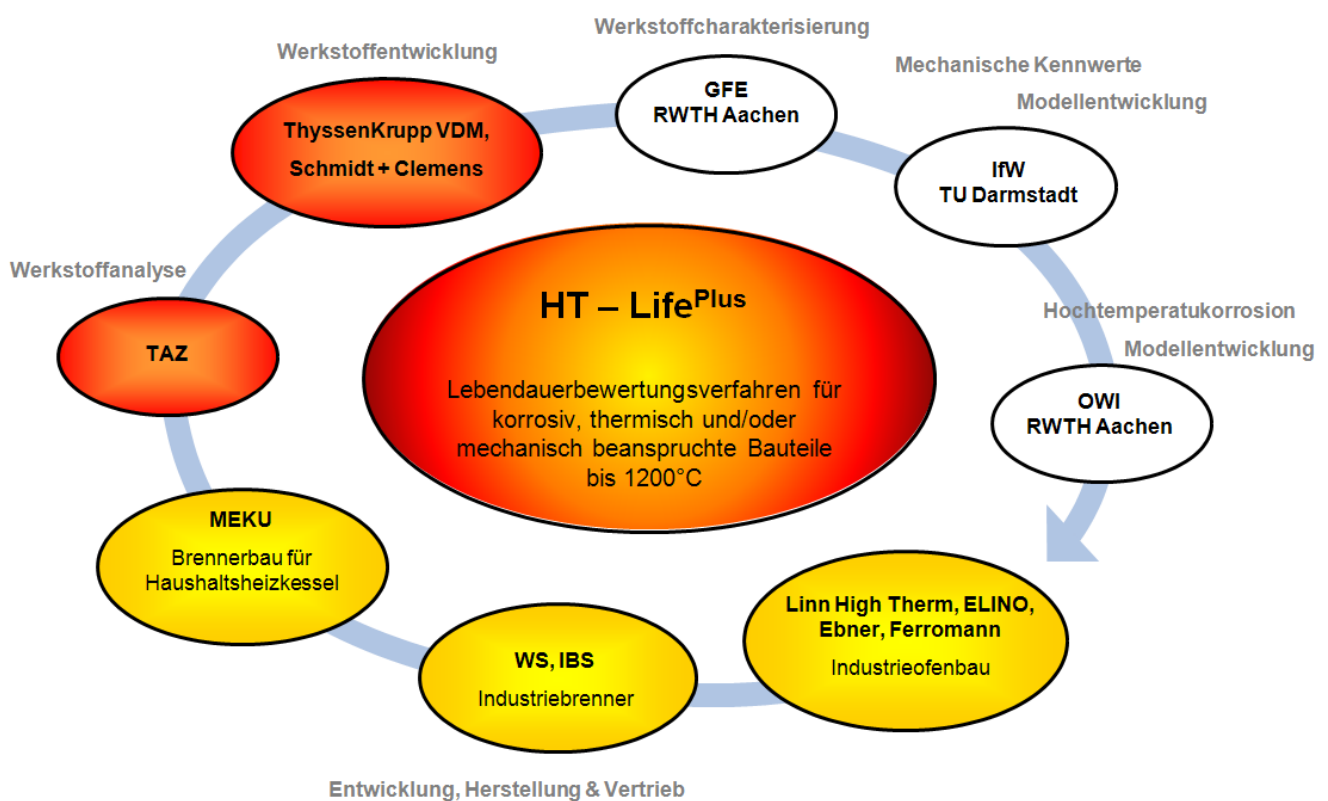 Werkstoffcharakterisierung
Werkstoffentwicklung
Mechanische Kennwerte
GFE
RWTH Aachen
Modellentwicklung
ThyssenKrupp VDM,
Schmidt + Clemens
IfW
TU Darmstadt
Werkstoffanalyse
HT – LifePlus
Hochtemperatukorrosion
TAZ
Modellentwicklung
Lebendauerbewertungsverfahren für
korrosiv, thermisch und/oder
mechanisch beanspruchte Bauteile
bis 1200°C
OWI
RWTH Aachen
MEKU
Brennerbau für
Haushaltsheizkessel
Linn High Therm, ELINO,
Ebner, Ferromann
Industrieofenbau
WS, IBS
Industriebrenner
Entwicklung, Herstellung & Vertrieb